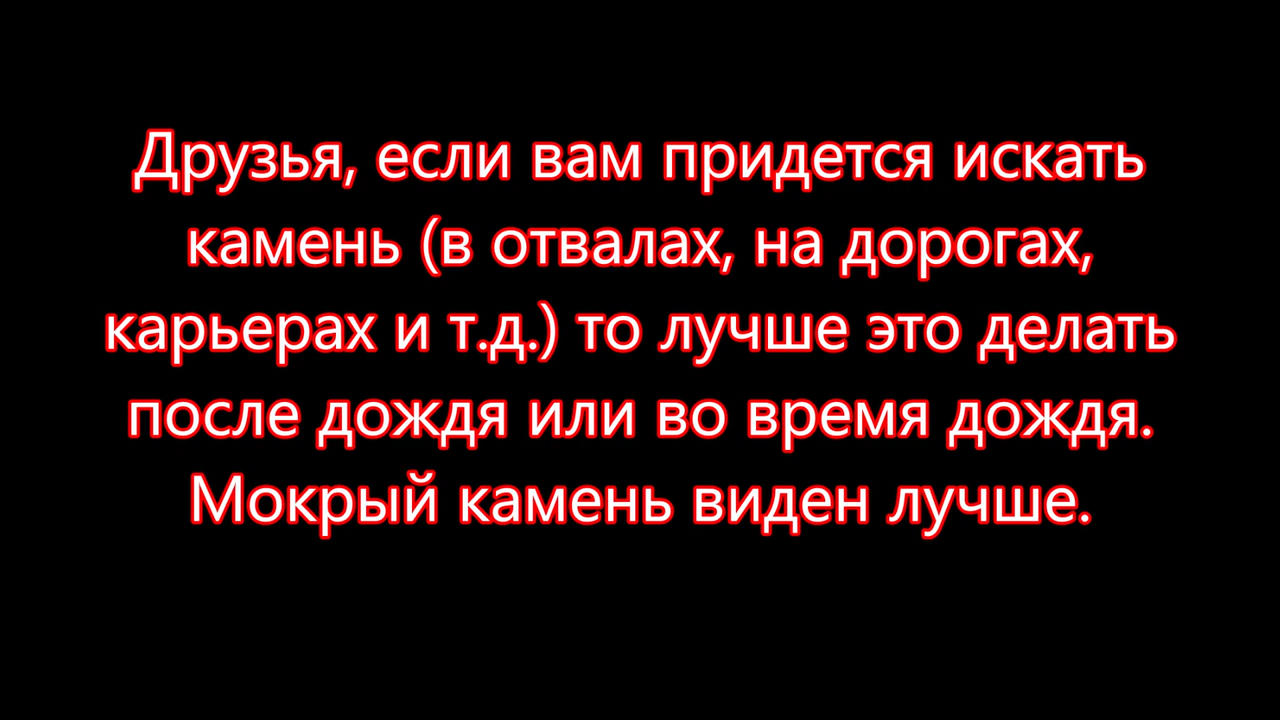 Друзья, если вам придется искать
камень (в отвалах, на дорогах,
карьерах и т.д.) то лучше это делать
после дождя или во время дождя.
Мокрый камень виден лучше.